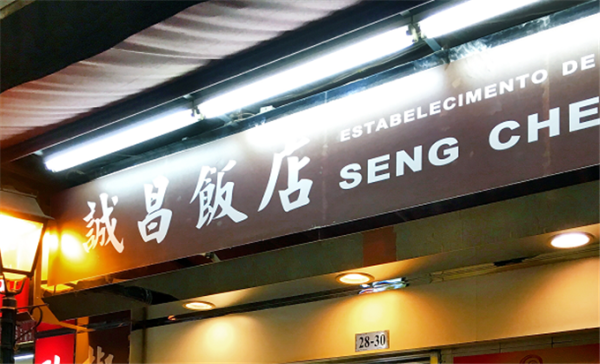 誠昌飯店
ESTABELECIMENTO DE
SENG CHE
28-30